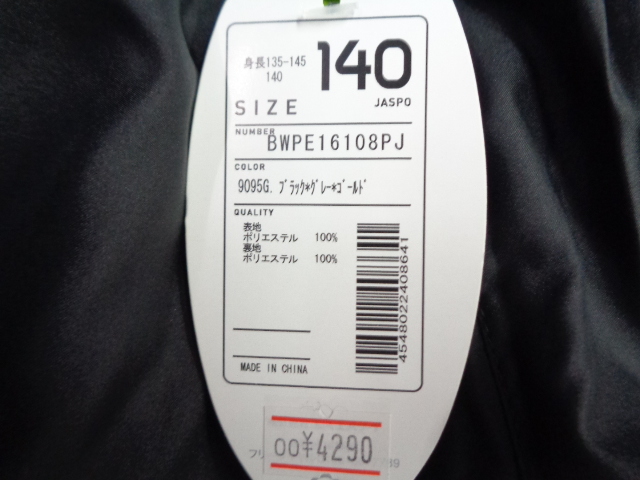 身長135-145
140
140
SIZE
JASPO
NUMBER
BWPE16108PJ
COLOR
9095G. ﾌﾞﾗｯｸ*ｸﾞﾚｰ*ｺﾞｰﾙﾄﾞ
QUALITY
表地
ポリエステル 100%
裏地
ポリエステル 100%
4548022408641
MADE IN CHINA
00¥4290
フリ